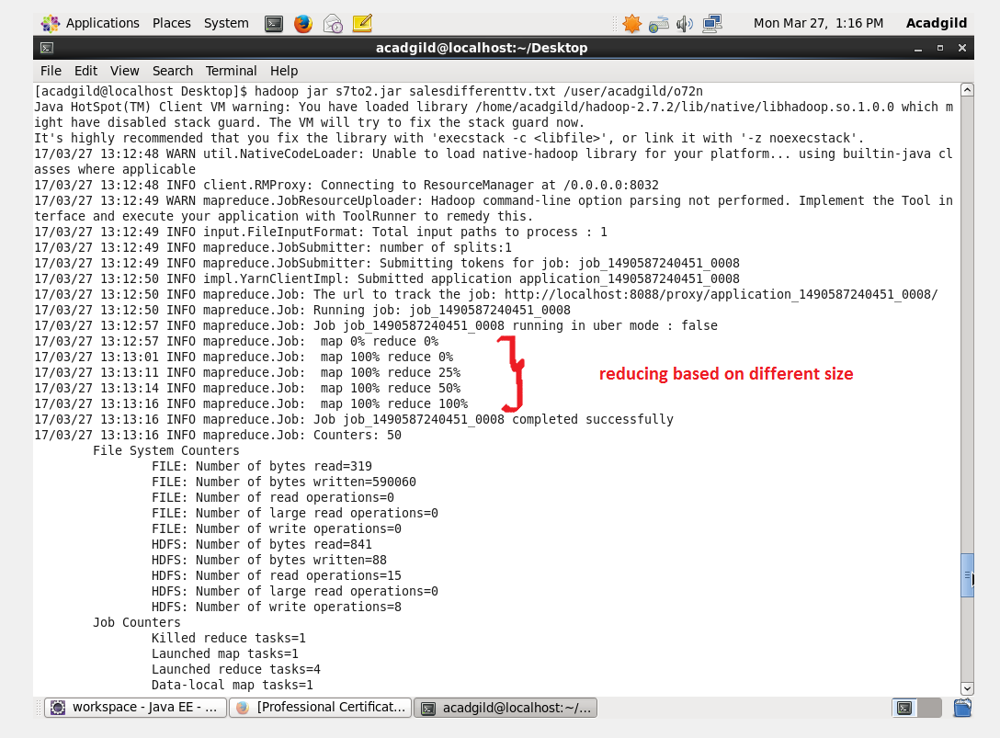 Applications Places System Mon Mar 27, 1:16 PM Acadgild
acadgild@localhost:~/Desktop
File Edit View Search Terminal Help
[acadgild@localhost Desktop]$ hadoop jar s7to2.jar salesdifferenttv.txt /user/acadgild/o72n
Java HotSpot(TM) Client VM warning: You have loaded library /home/acadgild/hadoop-2.7.2/lib/native/libhadoop.so.1.0.0 which m
ight have disabled stack guard. The VM will try to fix the stack guard now.
It's highly recommended that you fix the library with 'execstack -c <libfile>', or link it with '-z noexecstack'.
17/03/27 13:12:48 WARN util.NativeCodeLoader: Unable to load native-hadoop library for your platform... using builtin-java cl
asses where applicable
17/03/27 13:12:48 INFO client.RMProxy: Connecting to ResourceManager at /0.0.0.0:8032
17/03/27 13:12:49 WARN mapreduce.JobResourceUploader: Hadoop command-line option parsing not performed. Implement the Tool in
terface and execute your application with ToolRunner to remedy this.
17/03/27 13:12:49 INFO input.FileInputFormat: Total input paths to process : 1
17/03/27 13:12:49 INFO mapreduce.JobSubmitter: number of splits:1
17/03/27 13:12:49 INFO mapreduce.JobSubmitter: Submitting tokens for job: job_1490587240451_0008
17/03/27 13:12:50 INFO impl.YarnClientImpl: Submitted application application_1490587240451_0008
17/03/27 13:12:50 INFO mapreduce.Job: The url to track the job: http://localhost:8088/proxy/application_1490587240451_0008/
17/03/27 13:12:50 INFO mapreduce.Job: Running job: job_1490587240451_0008
17/03/27 13:12:57 INFO mapreduce.Job: Job job_1490587240451_0008 running in uber mode : false
17/03/27 13:12:57 INFO mapreduce.Job:  map 0% reduce 0%
17/03/27 13:13:01 INFO mapreduce.Job:  map 100% reduce 0%
17/03/27 13:13:11 INFO mapreduce.Job:  map 100% reduce 25%
reducing based on different size
17/03/27 13:13:14 INFO mapreduce.Job:  map 100% reduce 50%
17/03/27 13:13:16 INFO mapreduce.Job:  map 100% reduce 100%
17/03/27 13:13:16 INFO mapreduce.Job: Job job_1490587240451_0008 completed successfully
17/03/27 13:13:16 INFO mapreduce.Job: Counters: 50
File System Counters
FILE: Number of bytes read=319
FILE: Number of bytes written=590060
FILE: Number of read operations=0
FILE: Number of large read operations=0
FILE: Number of write operations=0
HDFS: Number of bytes read=841
HDFS: Number of bytes written=88
HDFS: Number of read operations=15
HDFS: Number of large read operations=0
HDFS: Number of write operations=8
Job Counters
Killed reduce tasks=1
Launched map tasks=1
Launched reduce tasks=4
Data-local map tasks=1
workspace - Java EE - ... [Professional Certificat... acadgild@localhost:~/...